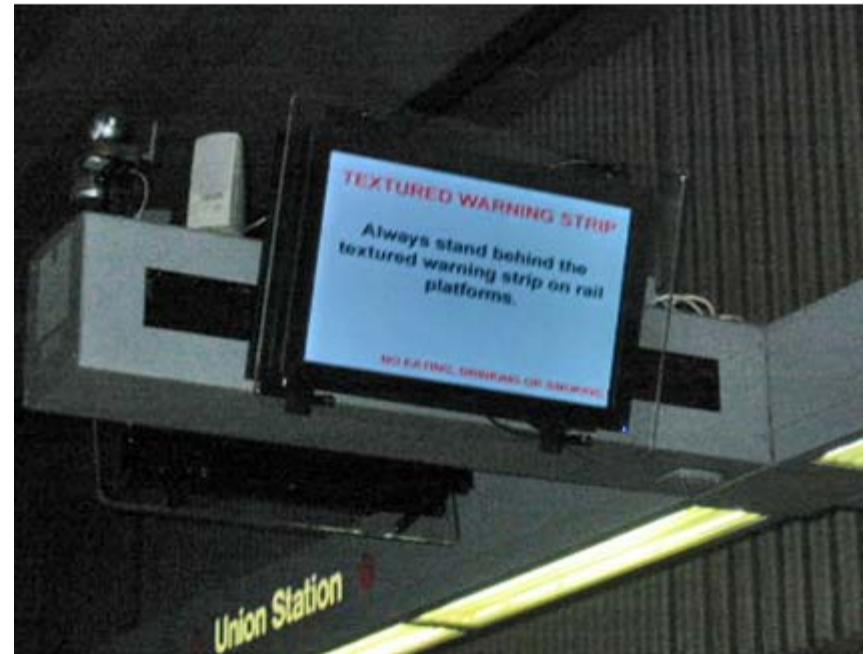 TEXTURED WARNING STRIP
Always stand behind the
textured warning strip on rail
platforms.
NO EATING, DRINKING OR SMOKING
Union Station